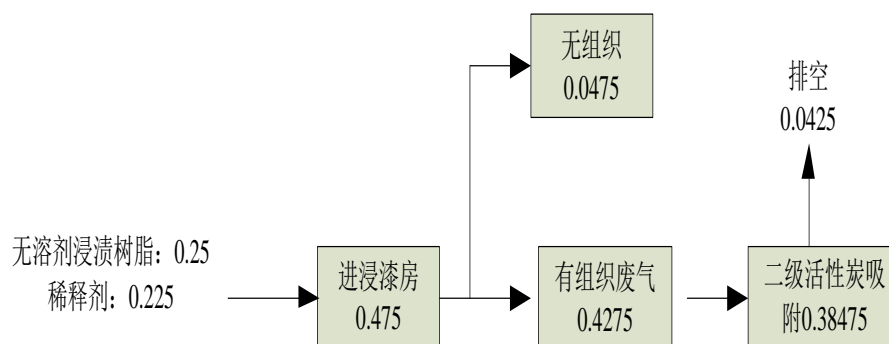 无组织
0.0475
排空
0.0425
无溶剂浸渍树脂：0.25
稀释剂：0.225
进浸漆房
0.475
有组织废气
0.4275
二级活性炭吸
附0.38475